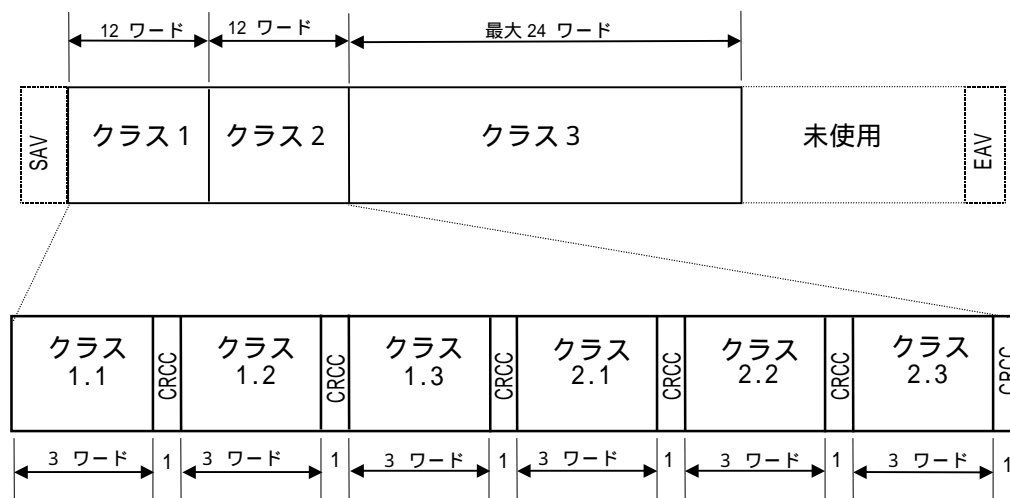 12 ワード
12 ワード
最大 24 ワード
SAV
クラス 1
クラス 2
クラス 3
未使用
EAV
クラス
1.1
CRCC
クラス
1.2
CRCC
クラス
1.3
CRCC
クラス
2.1
CRCC
クラス
2.2
CRCC
クラス
2.3
CRCC
3 ワード
1
3 ワード
1
3 ワード
1
3 ワード
1
3 ワード
1
3 ワード
1